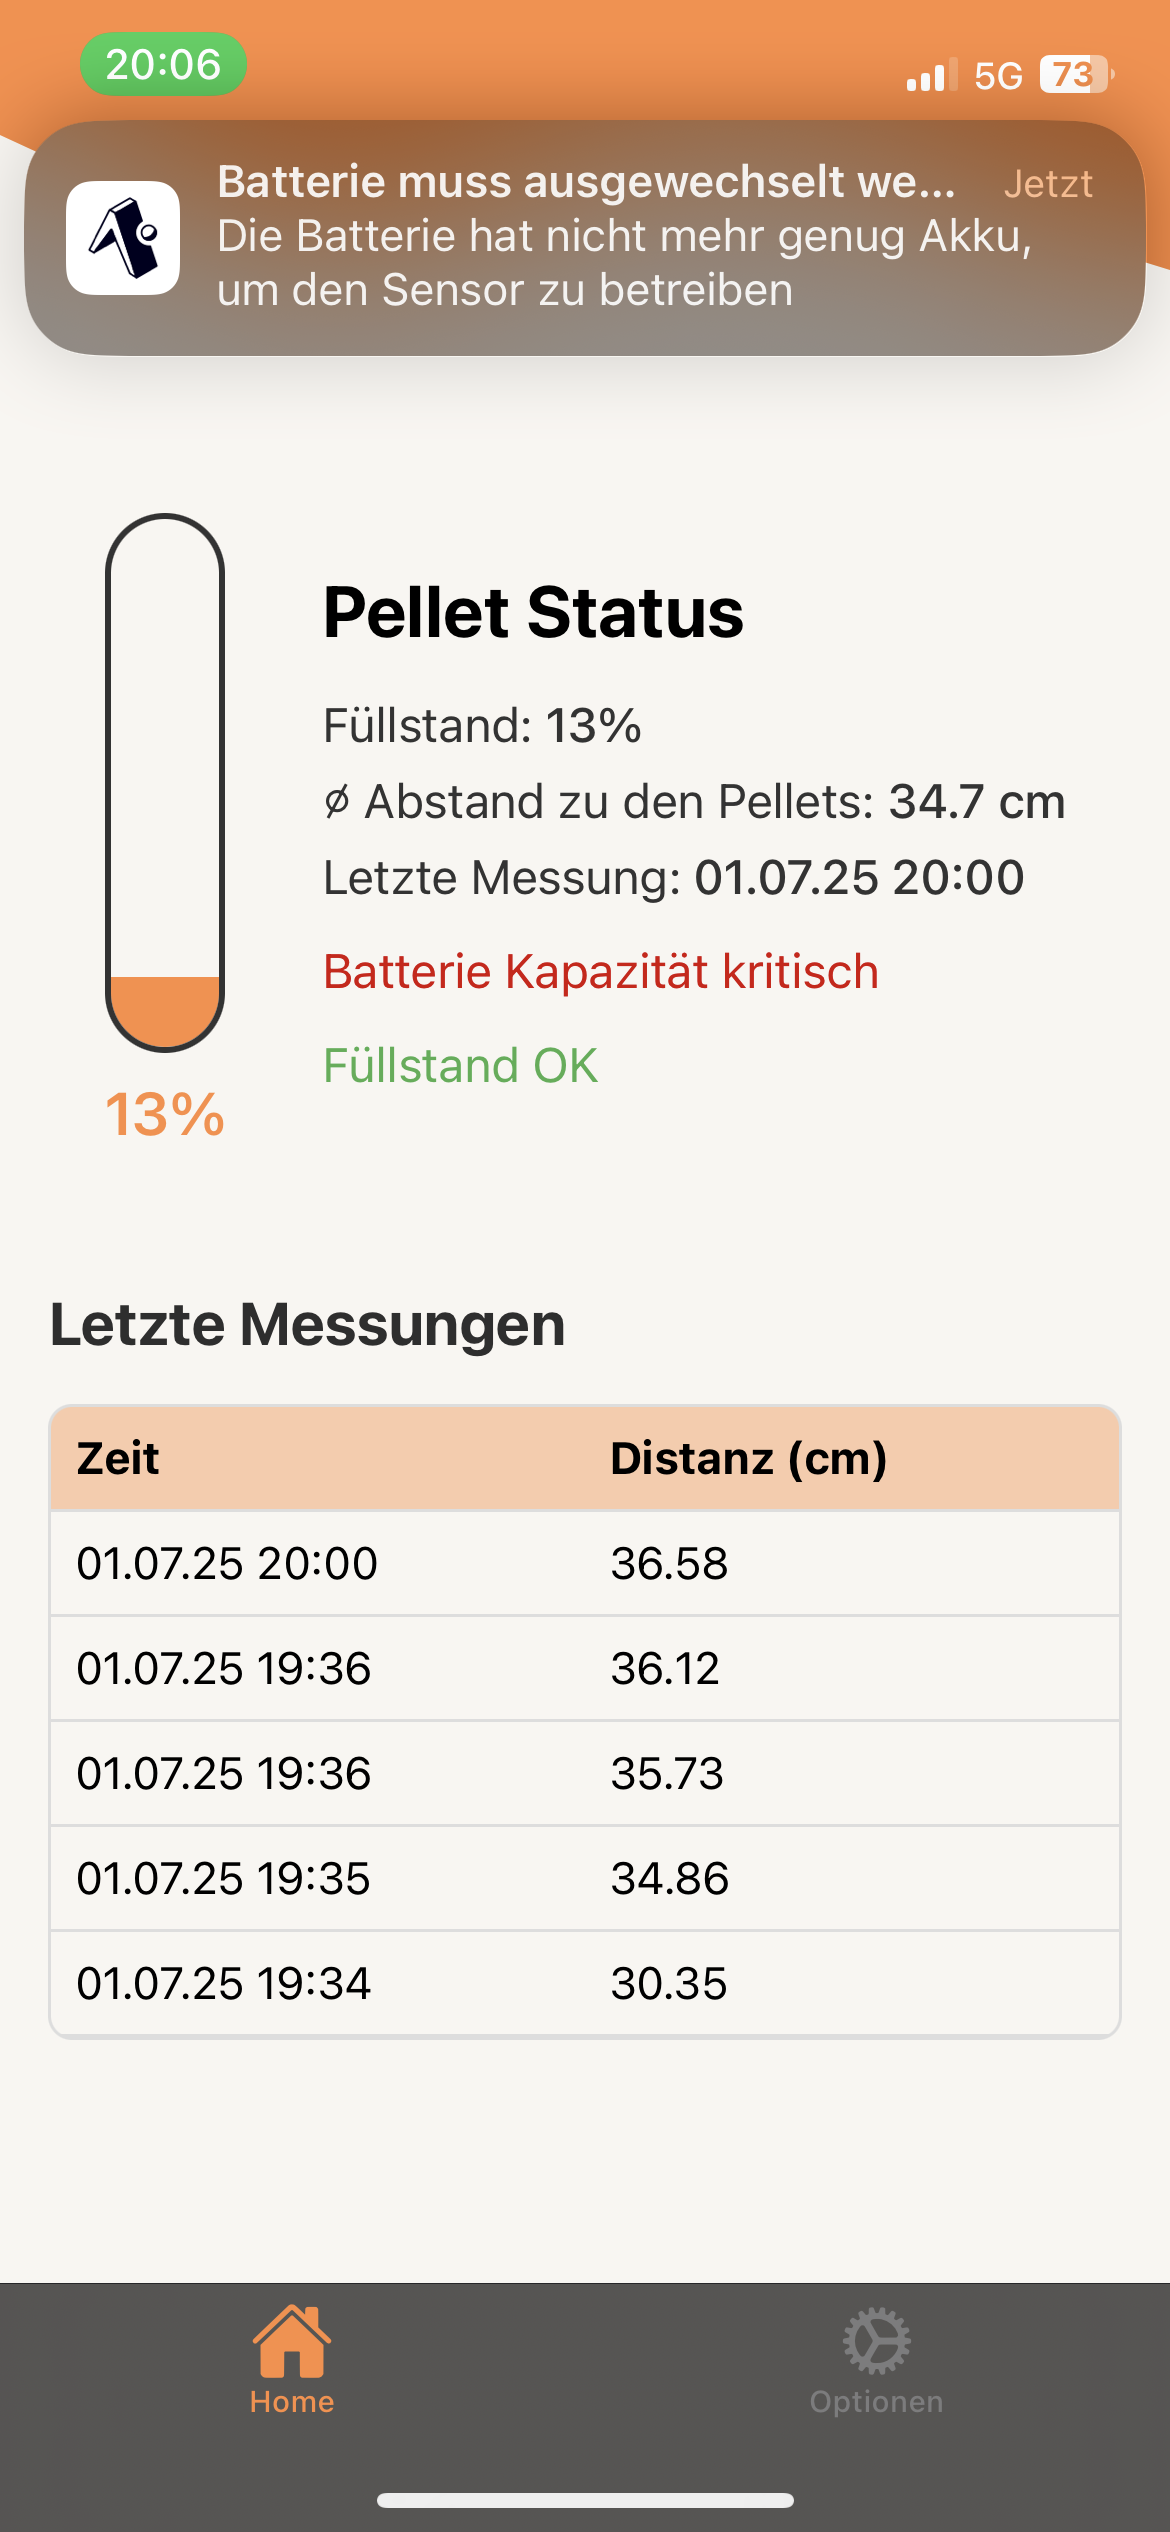 20:06
5G 73
Batterie muss ausgewechselt we... Jetzt
Die Batterie hat nicht mehr genug Akku,
um den Sensor zu betreiben
Pellet Status
Füllstand: 13%
⌀ Abstand zu den Pellets: 34.7 cm
Letzte Messung: 01.07.25 20:00
Batterie Kapazität kritisch
Füllstand OK
13%
Letzte Messungen
Zeit Distanz (cm)
01.07.25 20:00 36.58
01.07.25 19:36 36.12
01.07.25 19:36 35.73
01.07.25 19:35 34.86
01.07.25 19:34 30.35
Home Optionen